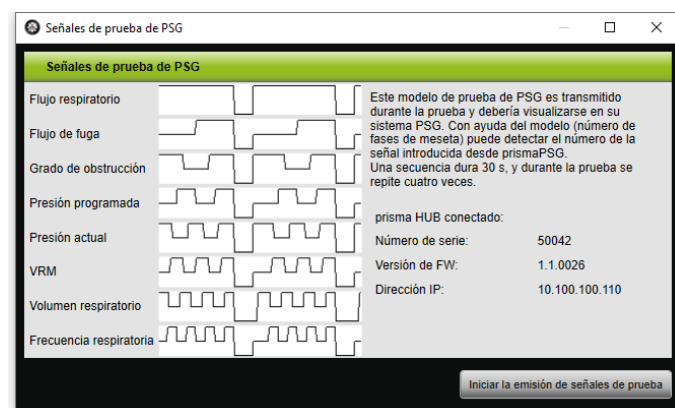 Señales de prueba de PSG
Señales de prueba de PSG
Flujo respiratorio
Flujo de fuga
Grado de obstrucción
Presión programada
Presión actual
VRM
Volumen respiratorio
Frecuencia respiratoria
Este modelo de prueba de PSG es transmitido
durante la prueba y debería visualizarse en su
sistema PSG. Con ayuda del modelo (número de
fases de meseta) puede detectar el número de la
señal introducida desde prismaPSG.
Una secuencia dura 30 s, y durante la prueba se
repite cuatro veces.
prisma HUB conectado:
Número de serie: 50042
Versión de FW: 1.1.0026
Dirección IP: 10.100.100.110
Iniciar la emisión de señales de prueba